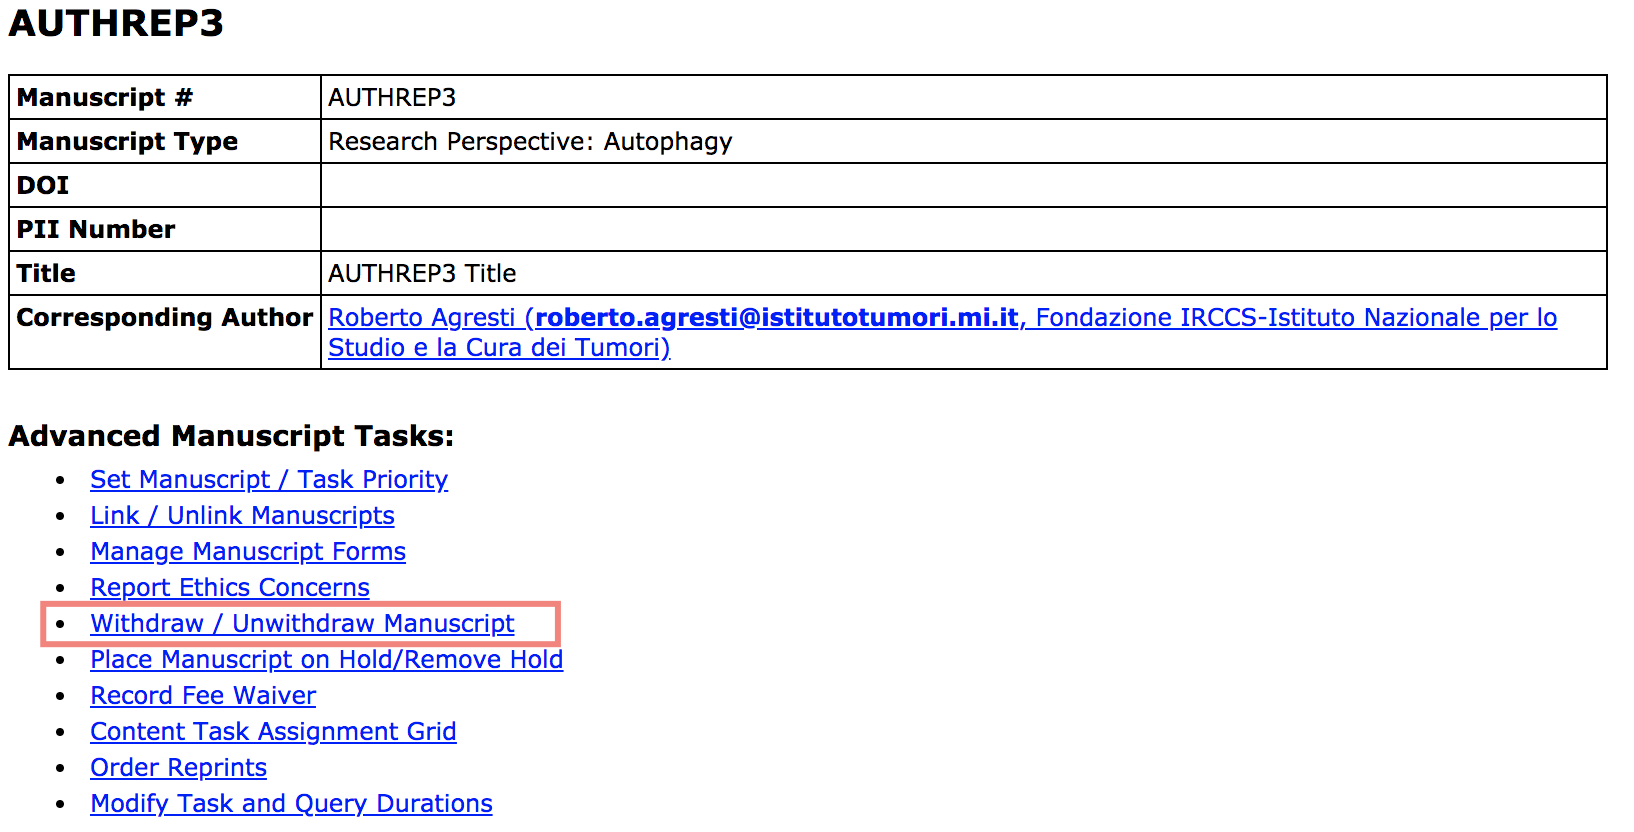 AUTHREP3
Manuscript # AUTHREP3
Manuscript Type Research Perspective: Autophagy
DOI
PII Number
Title AUTHREP3 Title
Corresponding Author Roberto Agresti (roberto.agresti@istitutotumori.mi.it, Fondazione IRCCS-Istituto Nazionale per lo
Studio e la Cura dei Tumori)
Advanced Manuscript Tasks:
• Set Manuscript / Task Priority
• Link / Unlink Manuscripts
• Manage Manuscript Forms
• Report Ethics Concerns
• Withdraw / Unwithdraw Manuscript
• Place Manuscript on Hold/Remove Hold
• Record Fee Waiver
• Content Task Assignment Grid
• Order Reprints
• Modify Task and Query Durations